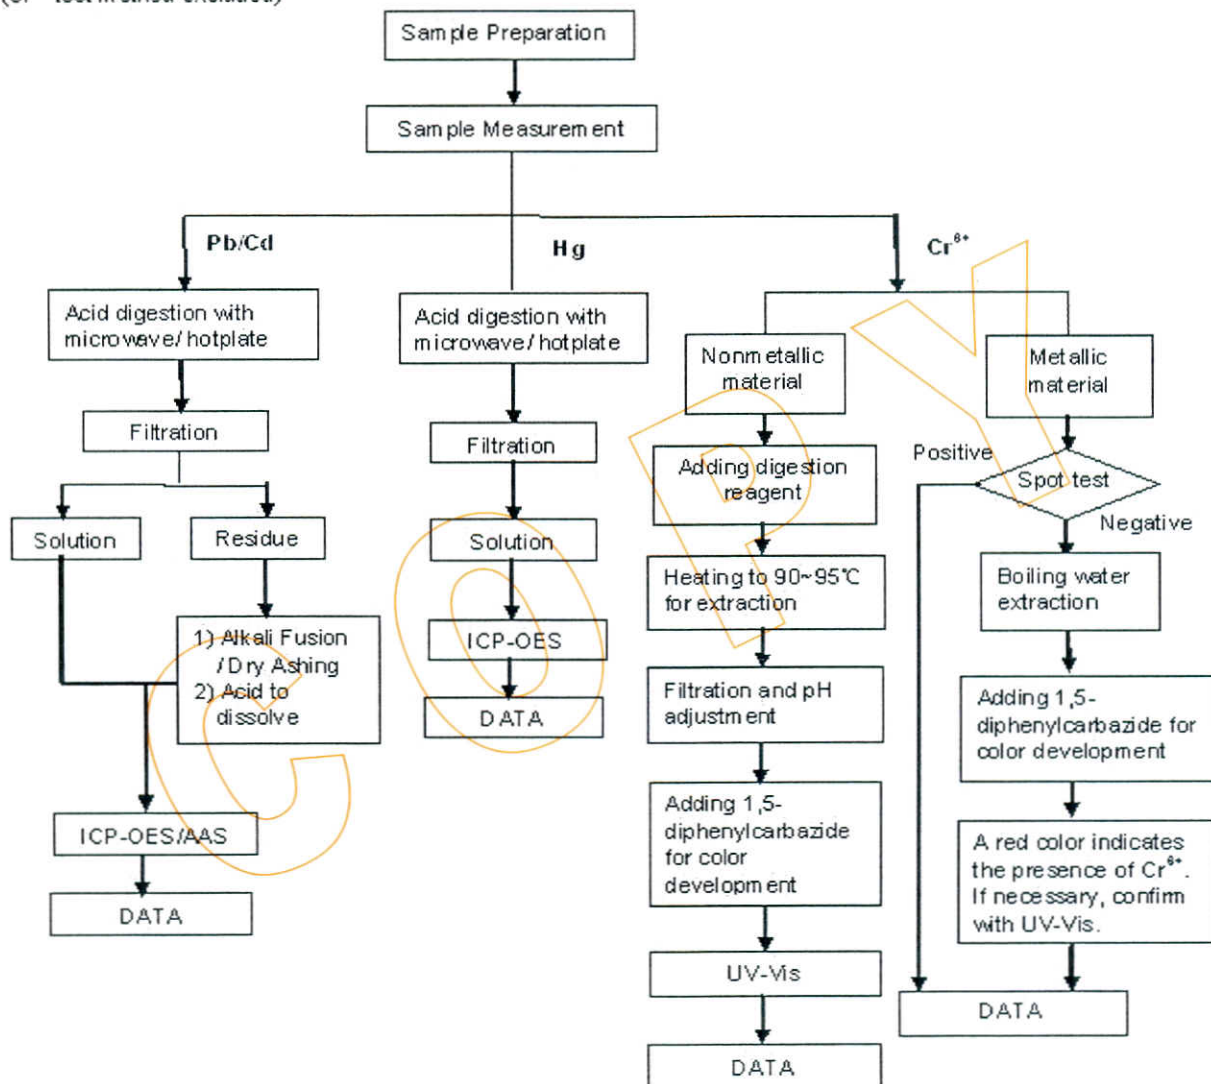 Sample Preparation
Sample Measurement
Pb/Cd
Hg
Cr⁶⁺
Acid digestion with
microwave/ hotplate
Filtration
Solution
Residue
1) Alkali Fusion
/ Dry Ashing
2) Acid to
dissolve
ICP-OES/AAS
DATA
Acid digestion with
microwave/ hotplate
Filtration
Solution
ICP-OES
DATA
Nonmetallic
material
Adding digestion
reagent
Heating to 90~95℃
for extraction
Filtration and pH
adjustment
Adding 1,5-
diphenylcarbazide
for color
development
UV-Vis
DATA
Metallic
material
Positive
Spot test
Negative
Boiling water
extraction
Adding 1,5-
diphenylcarbazide for
color development
A red color indicates
the presence of Cr⁶⁺.
If necessary, confirm
with UV-Vis.
DATA
COPY